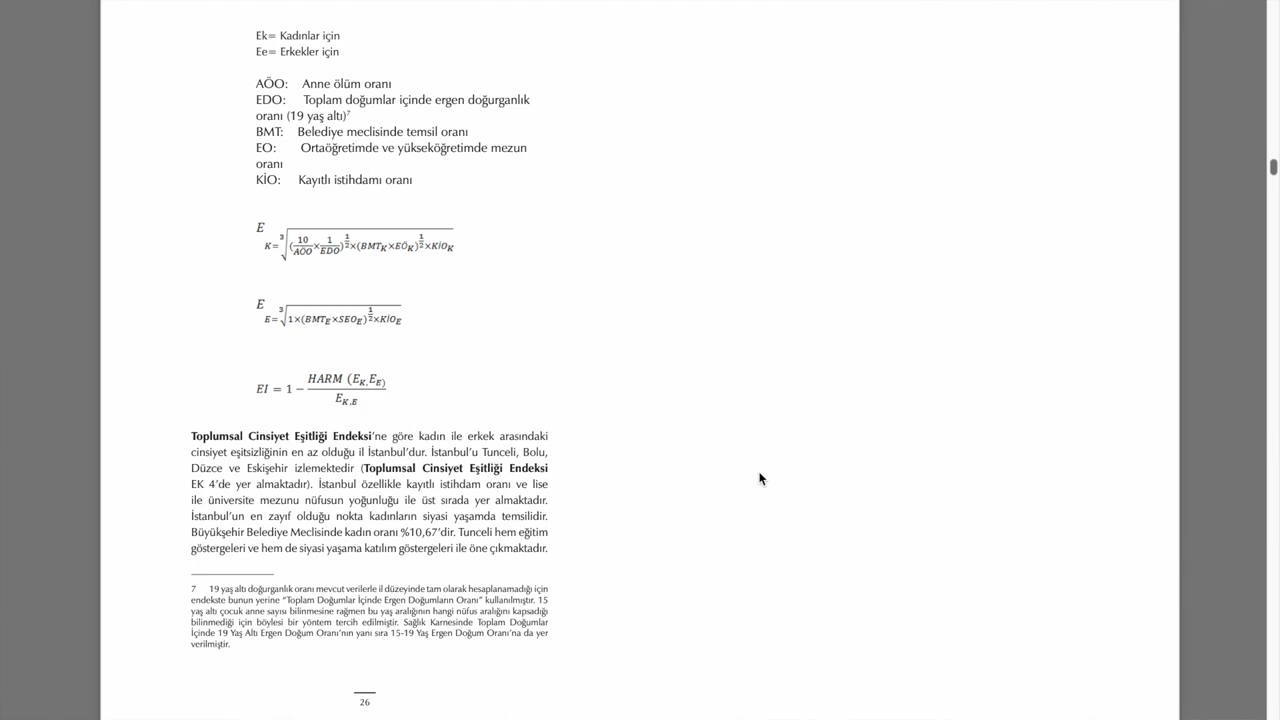 Ek= Kadınlar için
Ee= Erkekler için
AÖO: Anne ölüm oranı
EDO: Toplam doğumlar içinde ergen doğurganlık
oranı (19 yaş altı)7
BMT: Belediye meclisinde temsil oranı
EO: Ortaöğretimde ve yükseköğretimde mezun
oranı
KİO: Kayıtlı istihdamı oranı
E K= ∛((10/AÖO × 1/EDO)^1/2 × (BMT_K × EÖ_K)^1/2 × KİO_K)
E E= ∛(1×(BMT_E × SEO_E)^1/2 × KİO_E)
EI = 1 − HARM (E_K, E_E) / E_K,E
Toplumsal Cinsiyet Eşitliği Endeksi'ne göre kadın ile erkek arasındaki
cinsiyet eşitsizliğinin en az olduğu il İstanbul'dur. İstanbul'u Tunceli, Bolu,
Düzce ve Eskişehir izlemektedir (Toplumsal Cinsiyet Eşitliği Endeksi
EK 4'de yer almaktadır). İstanbul özellikle kayıtlı istihdam oranı ve lise
ile üniversite mezunu nüfusun yoğunluğu ile üst sırada yer almaktadır.
İstanbul'un en zayıf olduğu nokta kadınların siyasi yaşamda temsilidir.
Büyükşehir Belediye Meclisinde kadın oranı %10,67'dir. Tunceli hem eğitim
göstergeleri ve hem de siyasi yaşama katılım göstergeleri ile öne çıkmaktadır.
7 19 yaş altı doğurganlık oranı mevcut verilerle il düzeyinde tam olarak hesaplanamadığı için
endekste bunun yerine "Toplam Doğumlar İçinde Ergen Doğumların Oranı" kullanılmıştır. 15
yaş altı çocuk anne sayısı bilinmesine rağmen bu yaş aralığının hangi nüfus aralığını kapsadığı
bilinmediği için böylesi bir yöntem tercih edilmiştir. Sağlık Karnesinde Toplam Doğumlar
İçinde 19 Yaş Altı Ergen Doğum Oranı'nın yanı sıra 15-19 Yaş Ergen Doğum Oranı'na da yer
verilmiştir.
26